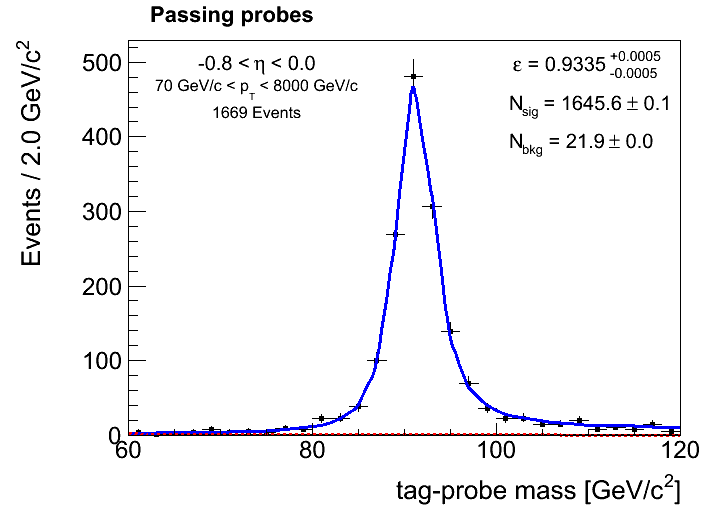 Passing probes
-0.8 < η < 0.0
70 GeV/c < p_T < 8000 GeV/c
1669 Events
ε = 0.9335 +0.0005 -0.0005
N_sig = 1645.6 ± 0.1
N_bkg = 21.9 ± 0.0
Events / 2.0 GeV/c²
500
400
300
200
100
0
60 80 100 120
tag-probe mass [GeV/c²]